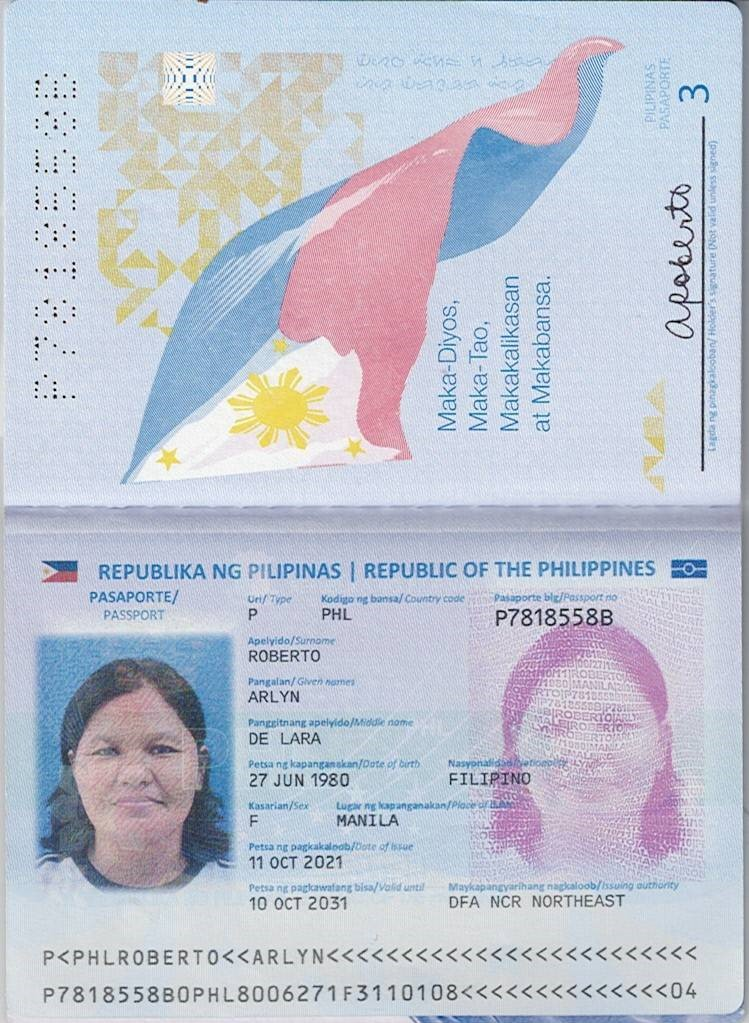 P7818558B
PILIPINAS
PASAPORTE
3
Maka-Diyos,
Maka-Tao,
Makakalikasan
at Makabansa.
aroberto
Lagda ng pinagkalooban/ Holder's signature (Not valid unless signed)
REPUBLIKA NG PILIPINAS | REPUBLIC OF THE PHILIPPINES
PASAPORTE/
PASSPORT
Uri/ Type
Kodigo ng bansa/ Country code
Pasaporte blg/Passport no
P
PHL
P7818558B
Apelyido/Surname
ROBERTO
Pangalan/ Given names
ARLYN
Panggitnang apelyido/Middle name
DE LARA
Petsa ng kapanganakan/Date of birth
Nasyonalidad/Nationality
27 JUN 1980
FILIPINO
Kasarian/Sex
Lugar ng kapanganakan/Place of birth
F
MANILA
Petsa ng pagkakaloob/Date of issue
11 OCT 2021
Petsa ng pagkawalang bisa/Valid until
Maykapangyarihang nagkaloob/Issuing authority
10 OCT 2031
DFA NCR NORTHEAST
P<PHLROBERTO<<ARLYN<<<<<<<<<<<<<<<<<<<<<<<<<
P7818558B0PHL8006271F3110108<<<<<<<<<<<<<<04